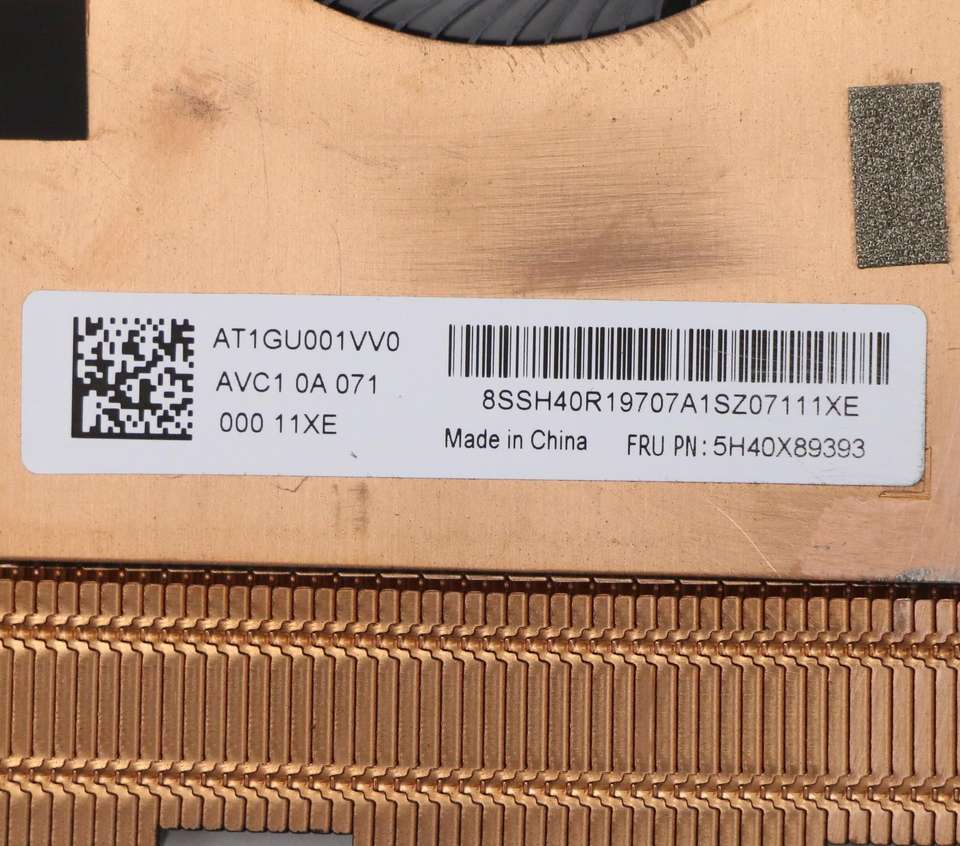 AT1GU001VV0
AVC1 0A 071
000 11XE
8SSH40R19707A1SZ07111XE
Made in China FRU PN: 5H40X89393